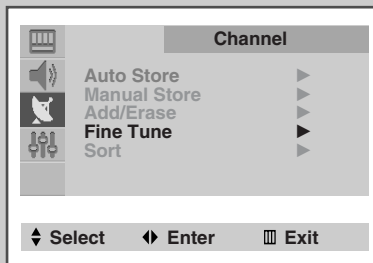 Channel
Auto Store
Manual Store
Add/Erase
Fine Tune
Sort
Select Enter Exit